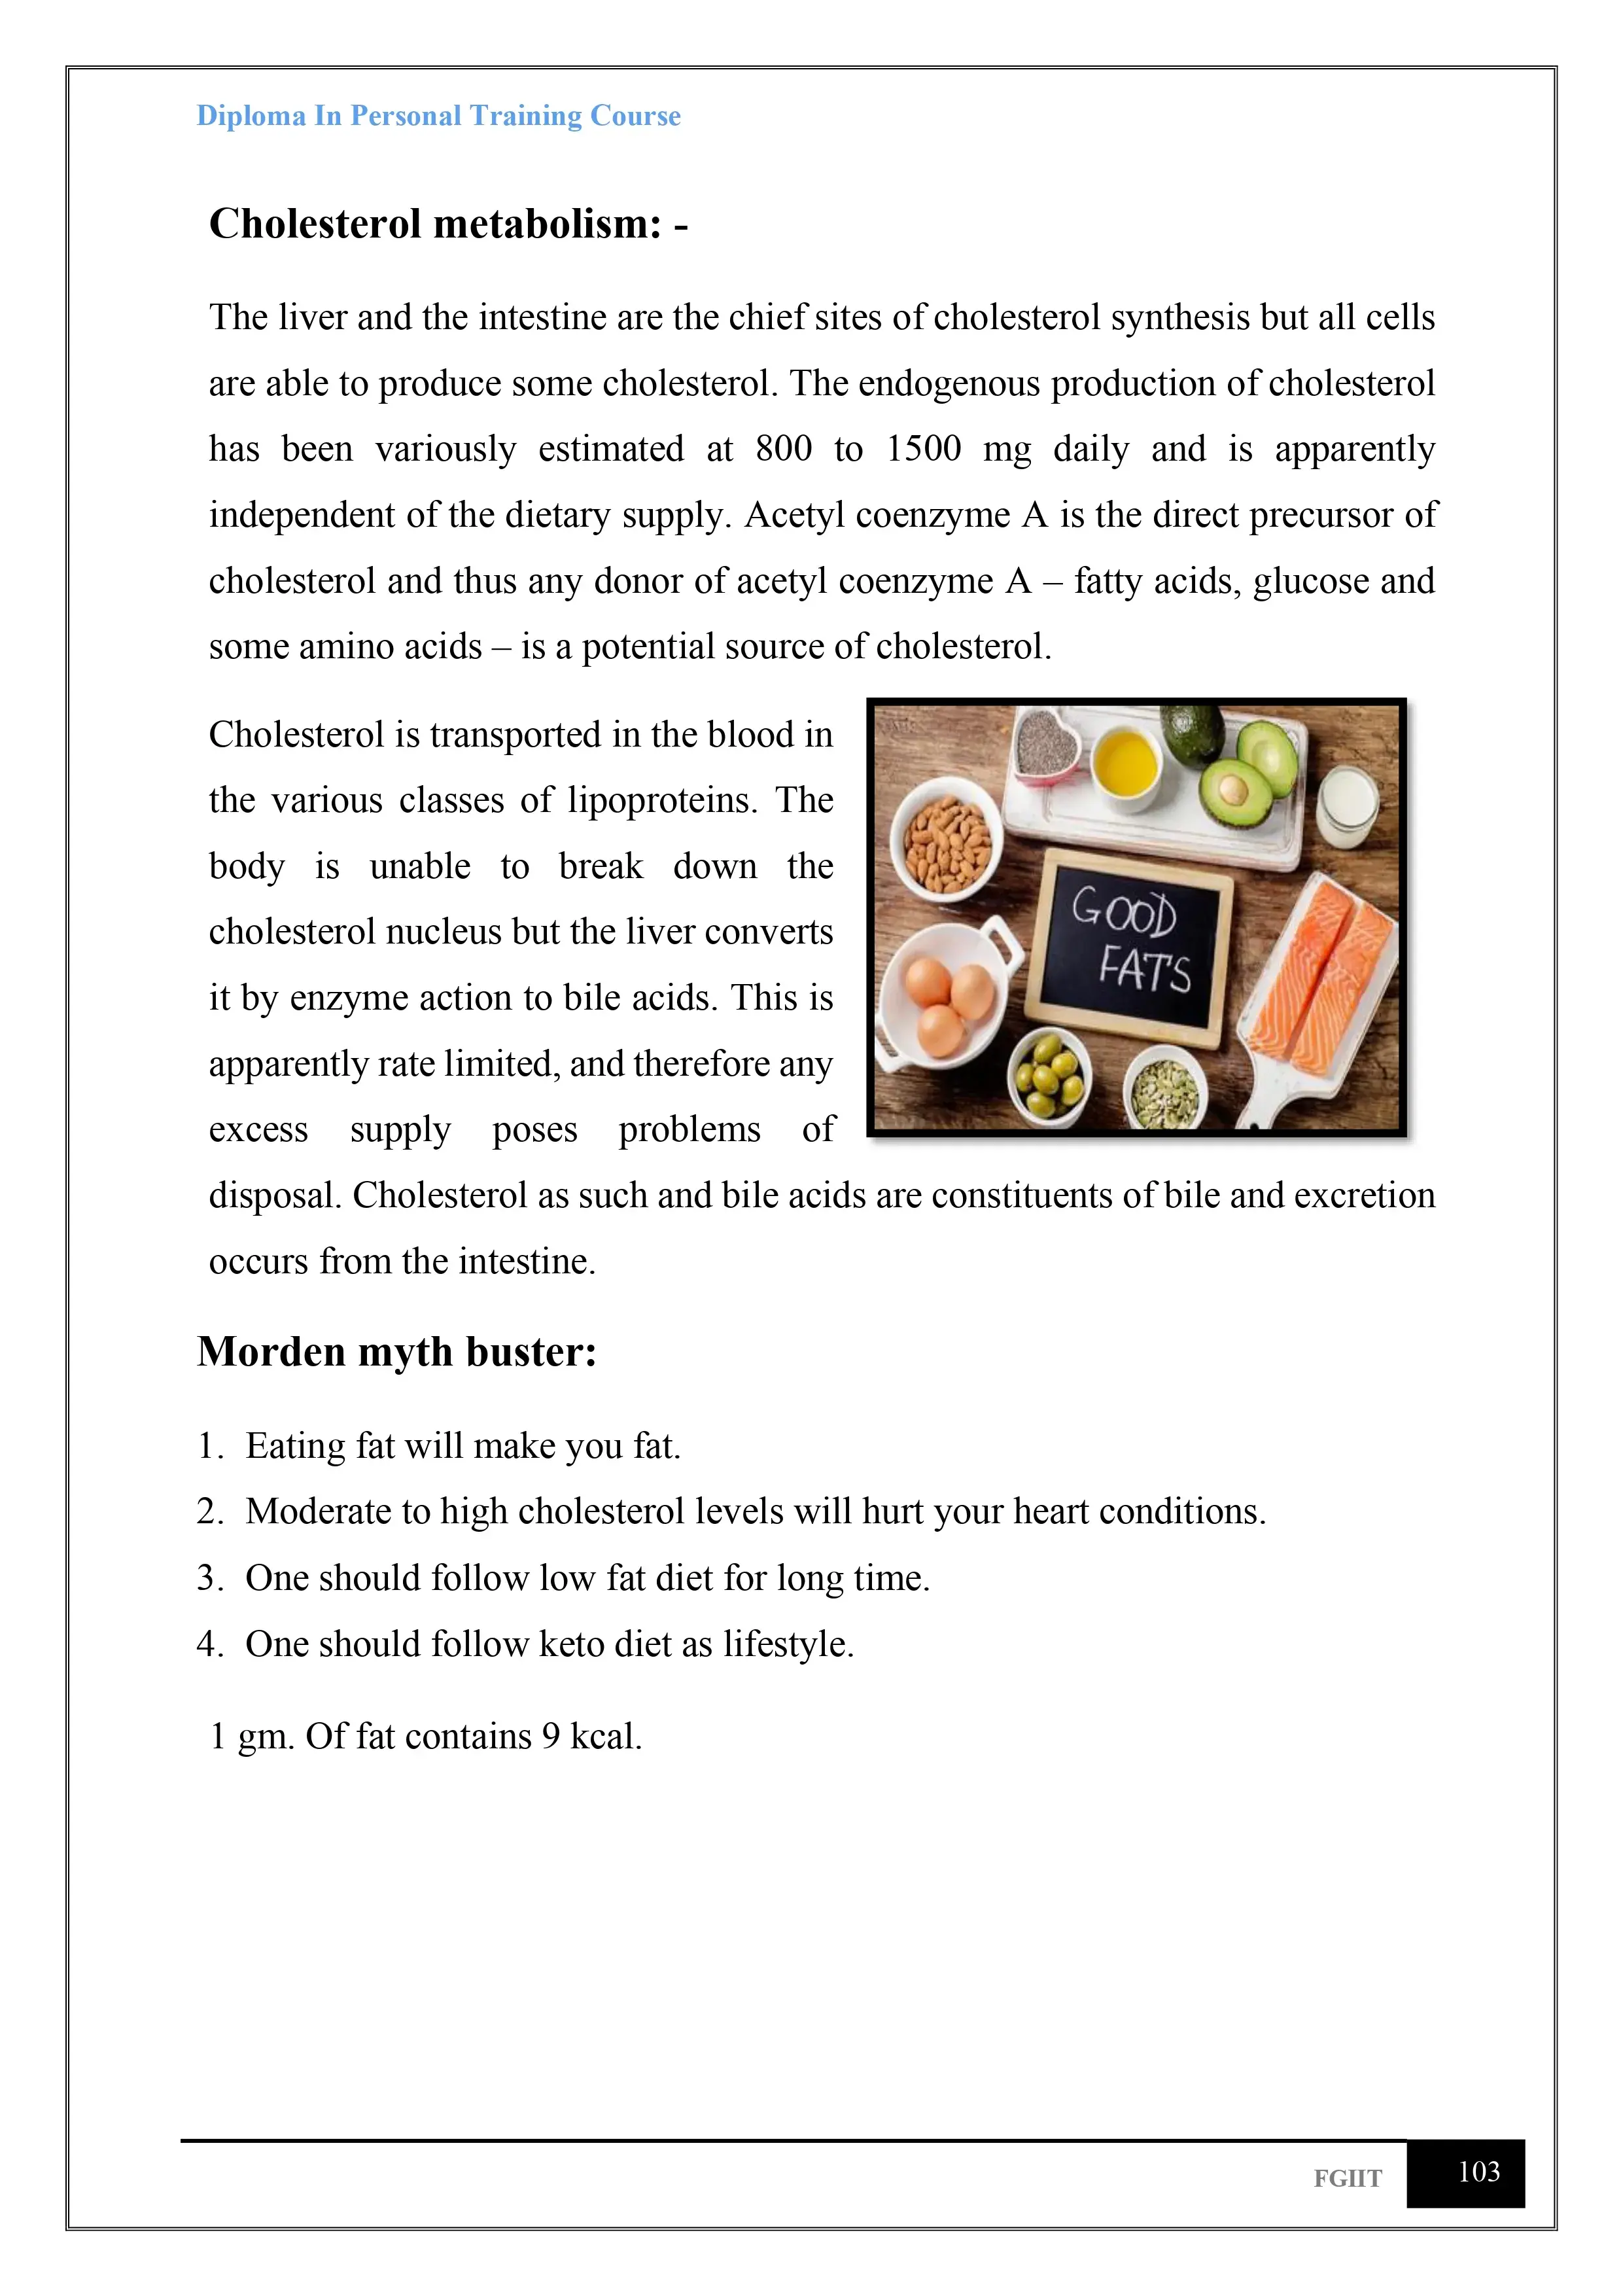 Diploma In Personal Training Course
Cholesterol metabolism: -
The liver and the intestine are the chief sites of cholesterol synthesis but all cells
are able to produce some cholesterol. The endogenous production of cholesterol
has been variously estimated at 800 to 1500 mg daily and is apparently
independent of the dietary supply. Acetyl coenzyme A is the direct precursor of
cholesterol and thus any donor of acetyl coenzyme A – fatty acids, glucose and
some amino acids – is a potential source of cholesterol.
Cholesterol is transported in the blood in
the various classes of lipoproteins. The
body is unable to break down the
cholesterol nucleus but the liver converts
it by enzyme action to bile acids. This is
apparently rate limited, and therefore any
excess supply poses problems of
disposal. Cholesterol as such and bile acids are constituents of bile and excretion
occurs from the intestine.
GOOD
FATS
Morden myth buster:
1. Eating fat will make you fat.
2. Moderate to high cholesterol levels will hurt your heart conditions.
3. One should follow low fat diet for long time.
4. One should follow keto diet as lifestyle.
1 gm. Of fat contains 9 kcal.
FGIIT
103